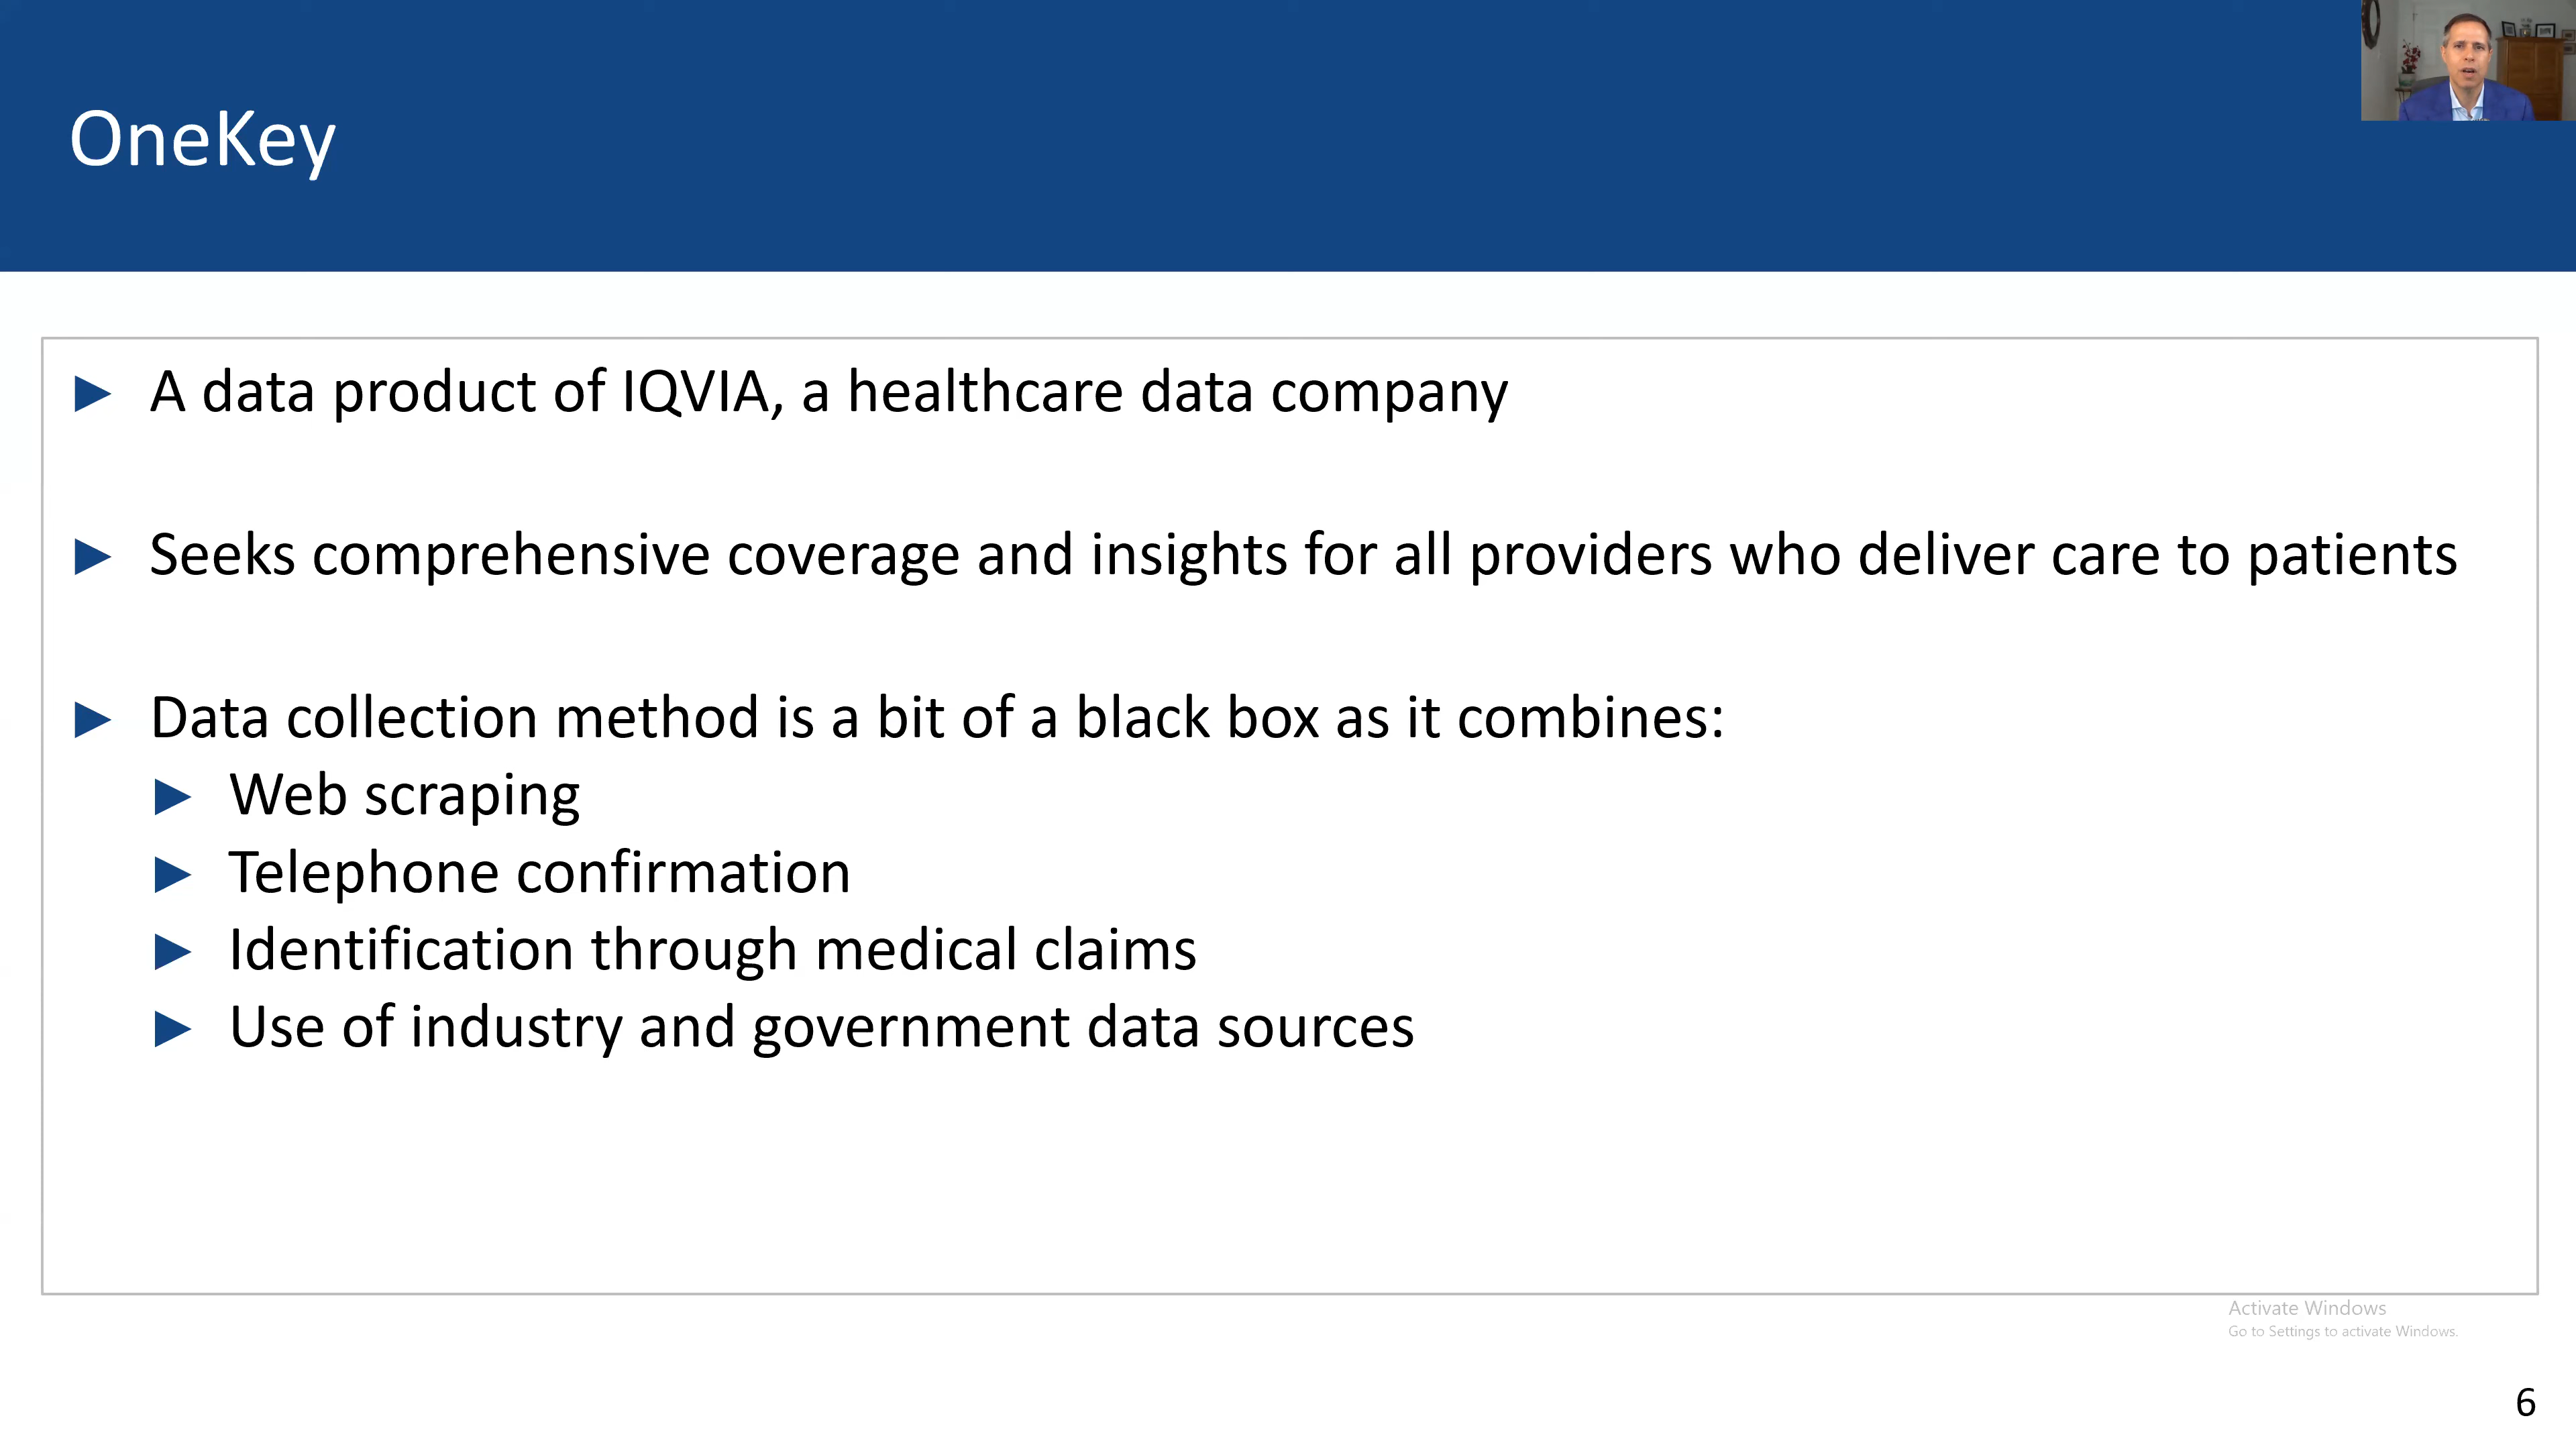 OneKey
► A data product of IQVIA, a healthcare data company
► Seeks comprehensive coverage and insights for all providers who deliver care to patients
► Data collection method is a bit of a black box as it combines:
► Web scraping
► Telephone confirmation
► Identification through medical claims
► Use of industry and government data sources
Activate Windows
Go to Settings to activate Windows.
6